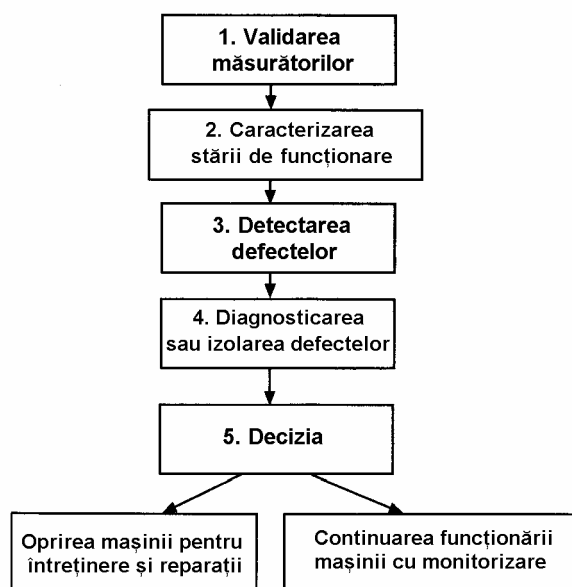 1. Validarea
măsurătorilor
2. Caracterizarea
stării de funcționare
3. Detectarea
defectelor
4. Diagnosticarea
sau izolarea defectelor
5. Decizia
Oprirea mașinii pentru
întreținere și reparații
Continuarea funcționării
mașinii cu monitorizare